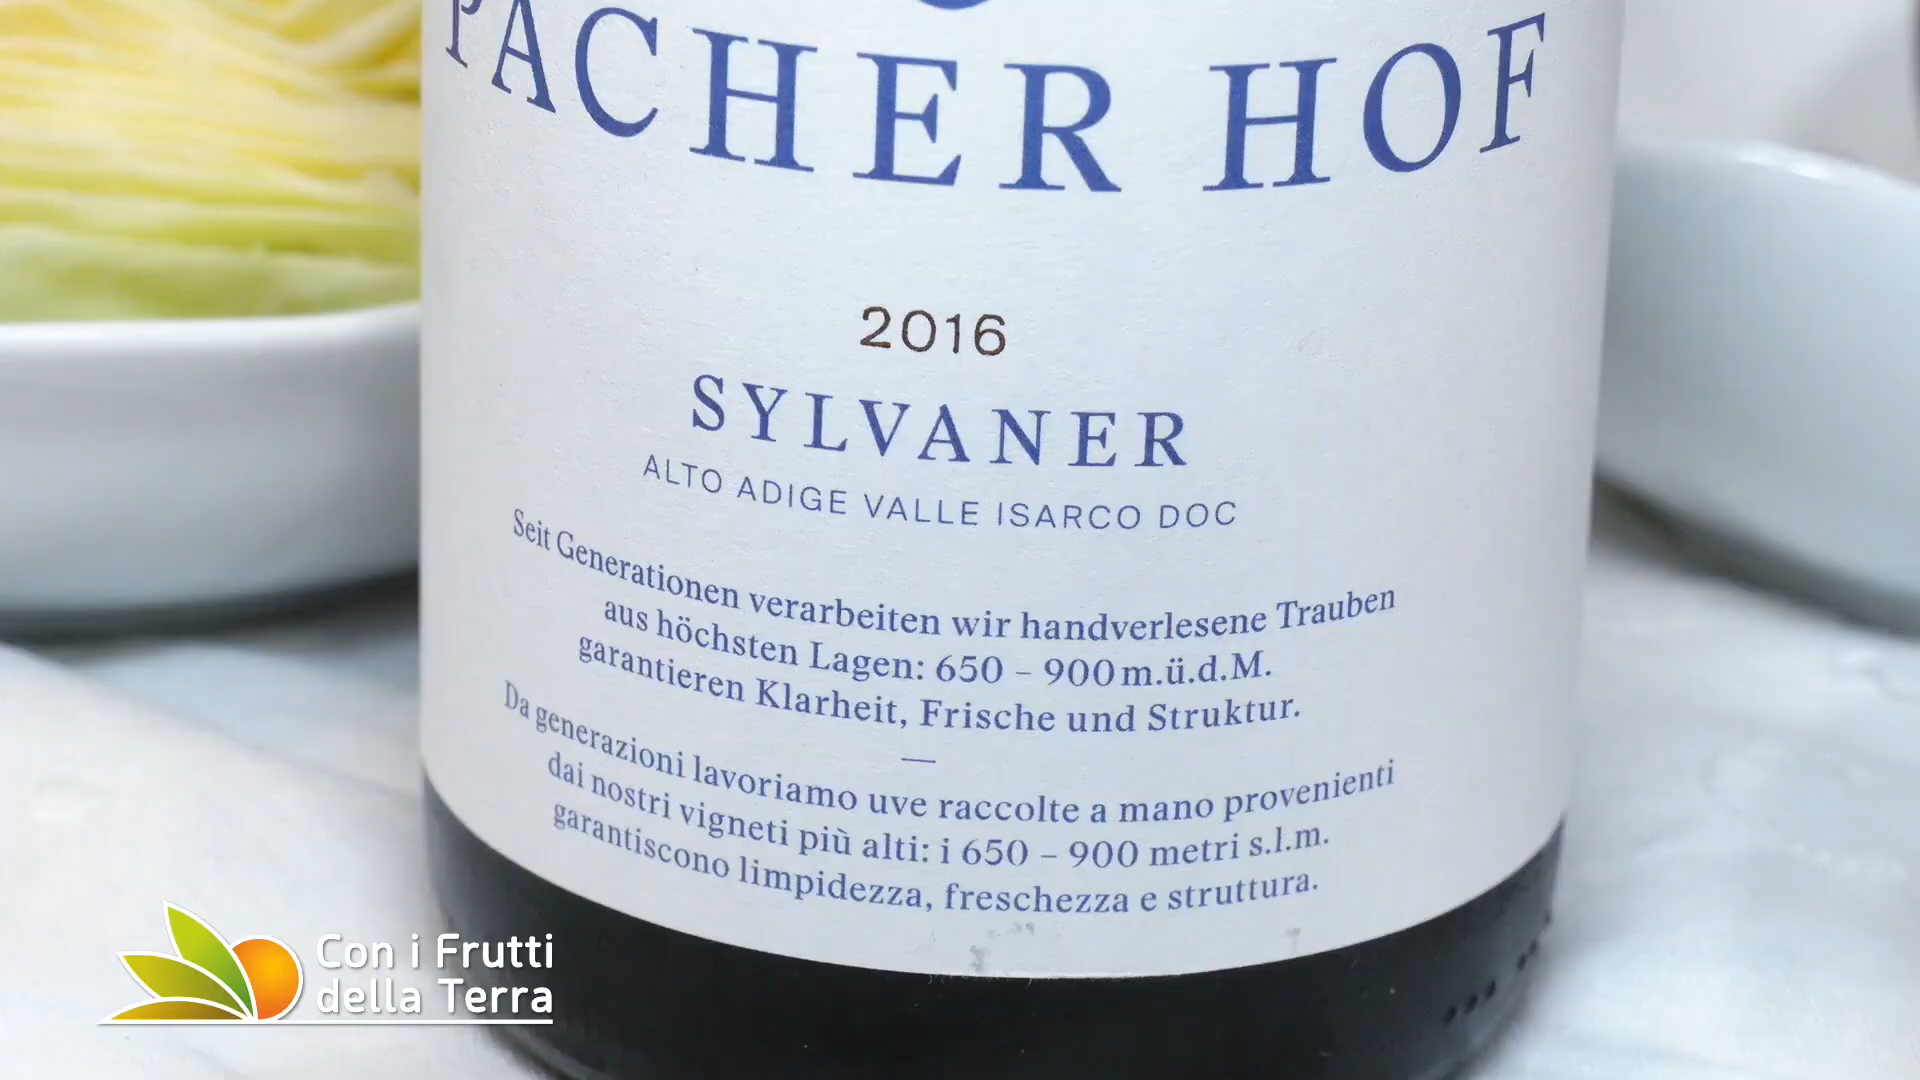 PACHER HOF
2016
SYLVANER
ALTO ADIGE VALLE ISARCO DOC
Seit Generationen verarbeiten wir handverlesene Trauben
aus höchsten Lagen: 650 – 900 m.ü.d.M.
garantieren Klarheit, Frische und Struktur.
—
Da generazioni lavoriamo uve raccolte a mano provenienti
dai nostri vigneti più alti: i 650 – 900 metri s.l.m.
garantiscono limpidezza, freschezza e struttura.
Con i Frutti
della Terra